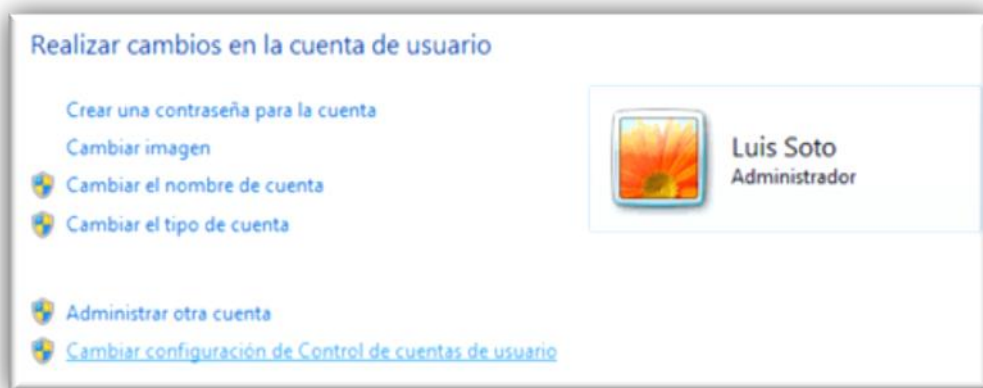 Realizar cambios en la cuenta de usuario
Crear una contraseña para la cuenta
Cambiar imagen
Cambiar el nombre de cuenta
Cambiar el tipo de cuenta
Luis Soto
Administrador
Administrar otra cuenta
Cambiar configuración de Control de cuentas de usuario